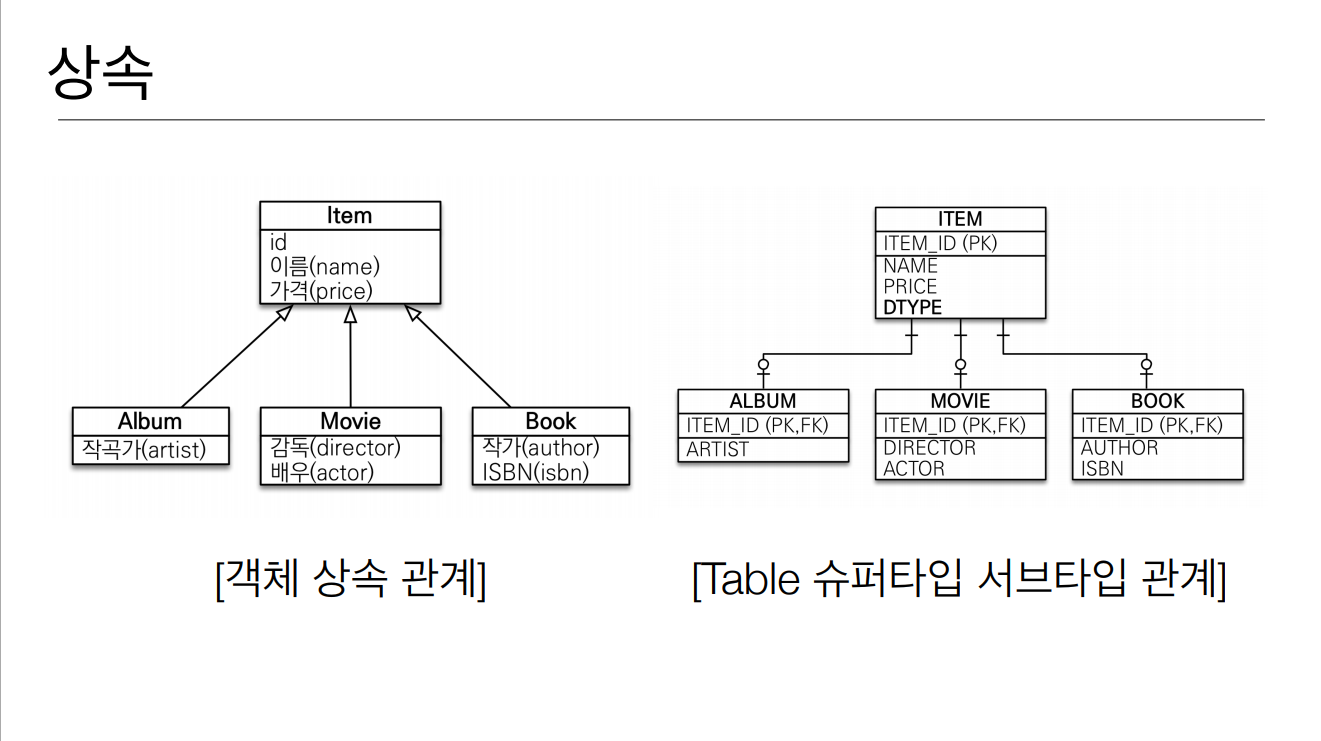 상속
Item
id
이름(name)
가격(price)
Album
작곡가(artist)
Movie
감독(director)
배우(actor)
Book
작가(author)
ISBN(isbn)
[객체 상속 관계]
ITEM
ITEM_ID (PK)
NAME
PRICE
DTYPE
ALBUM
ITEM_ID (PK,FK)
ARTIST
MOVIE
ITEM_ID (PK,FK)
DIRECTOR
ACTOR
BOOK
ITEM_ID (PK,FK)
AUTHOR
ISBN
[Table 슈퍼타입 서브타입 관계]